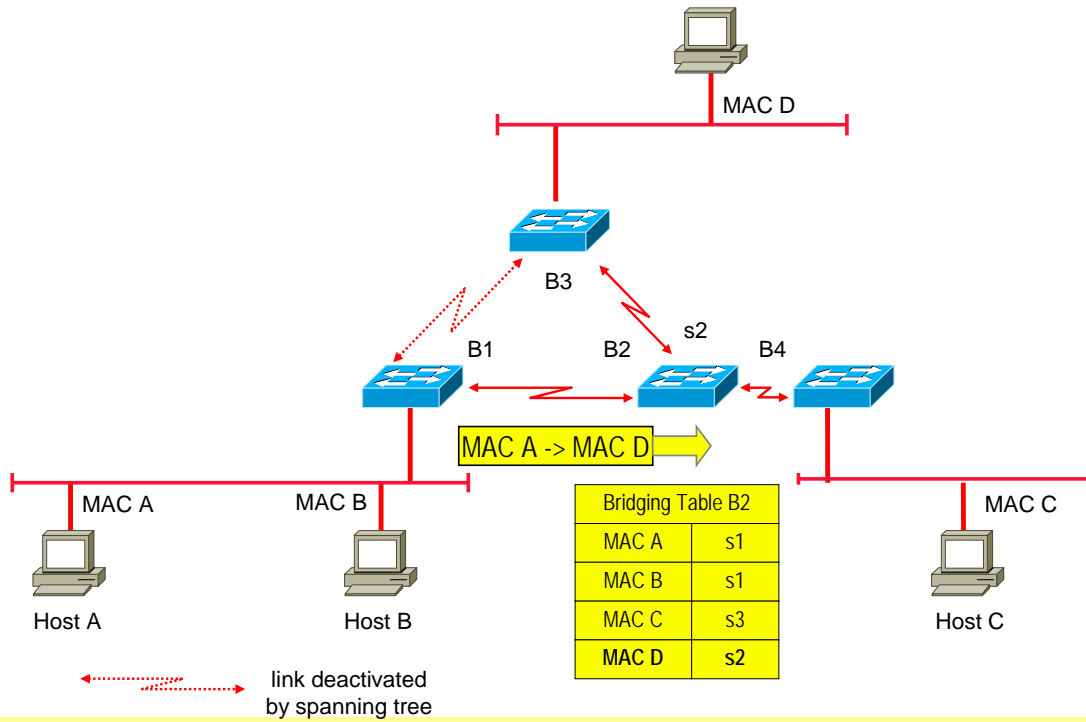 MAC D
B3
s2
B1
B2
B4
MAC A -> MAC D
MAC A
MAC B
MAC C
Bridging Table B2
MAC A s1
MAC B s1
MAC C s3
MAC D s2
Host A
Host B
Host C
link deactivated
by spanning tree